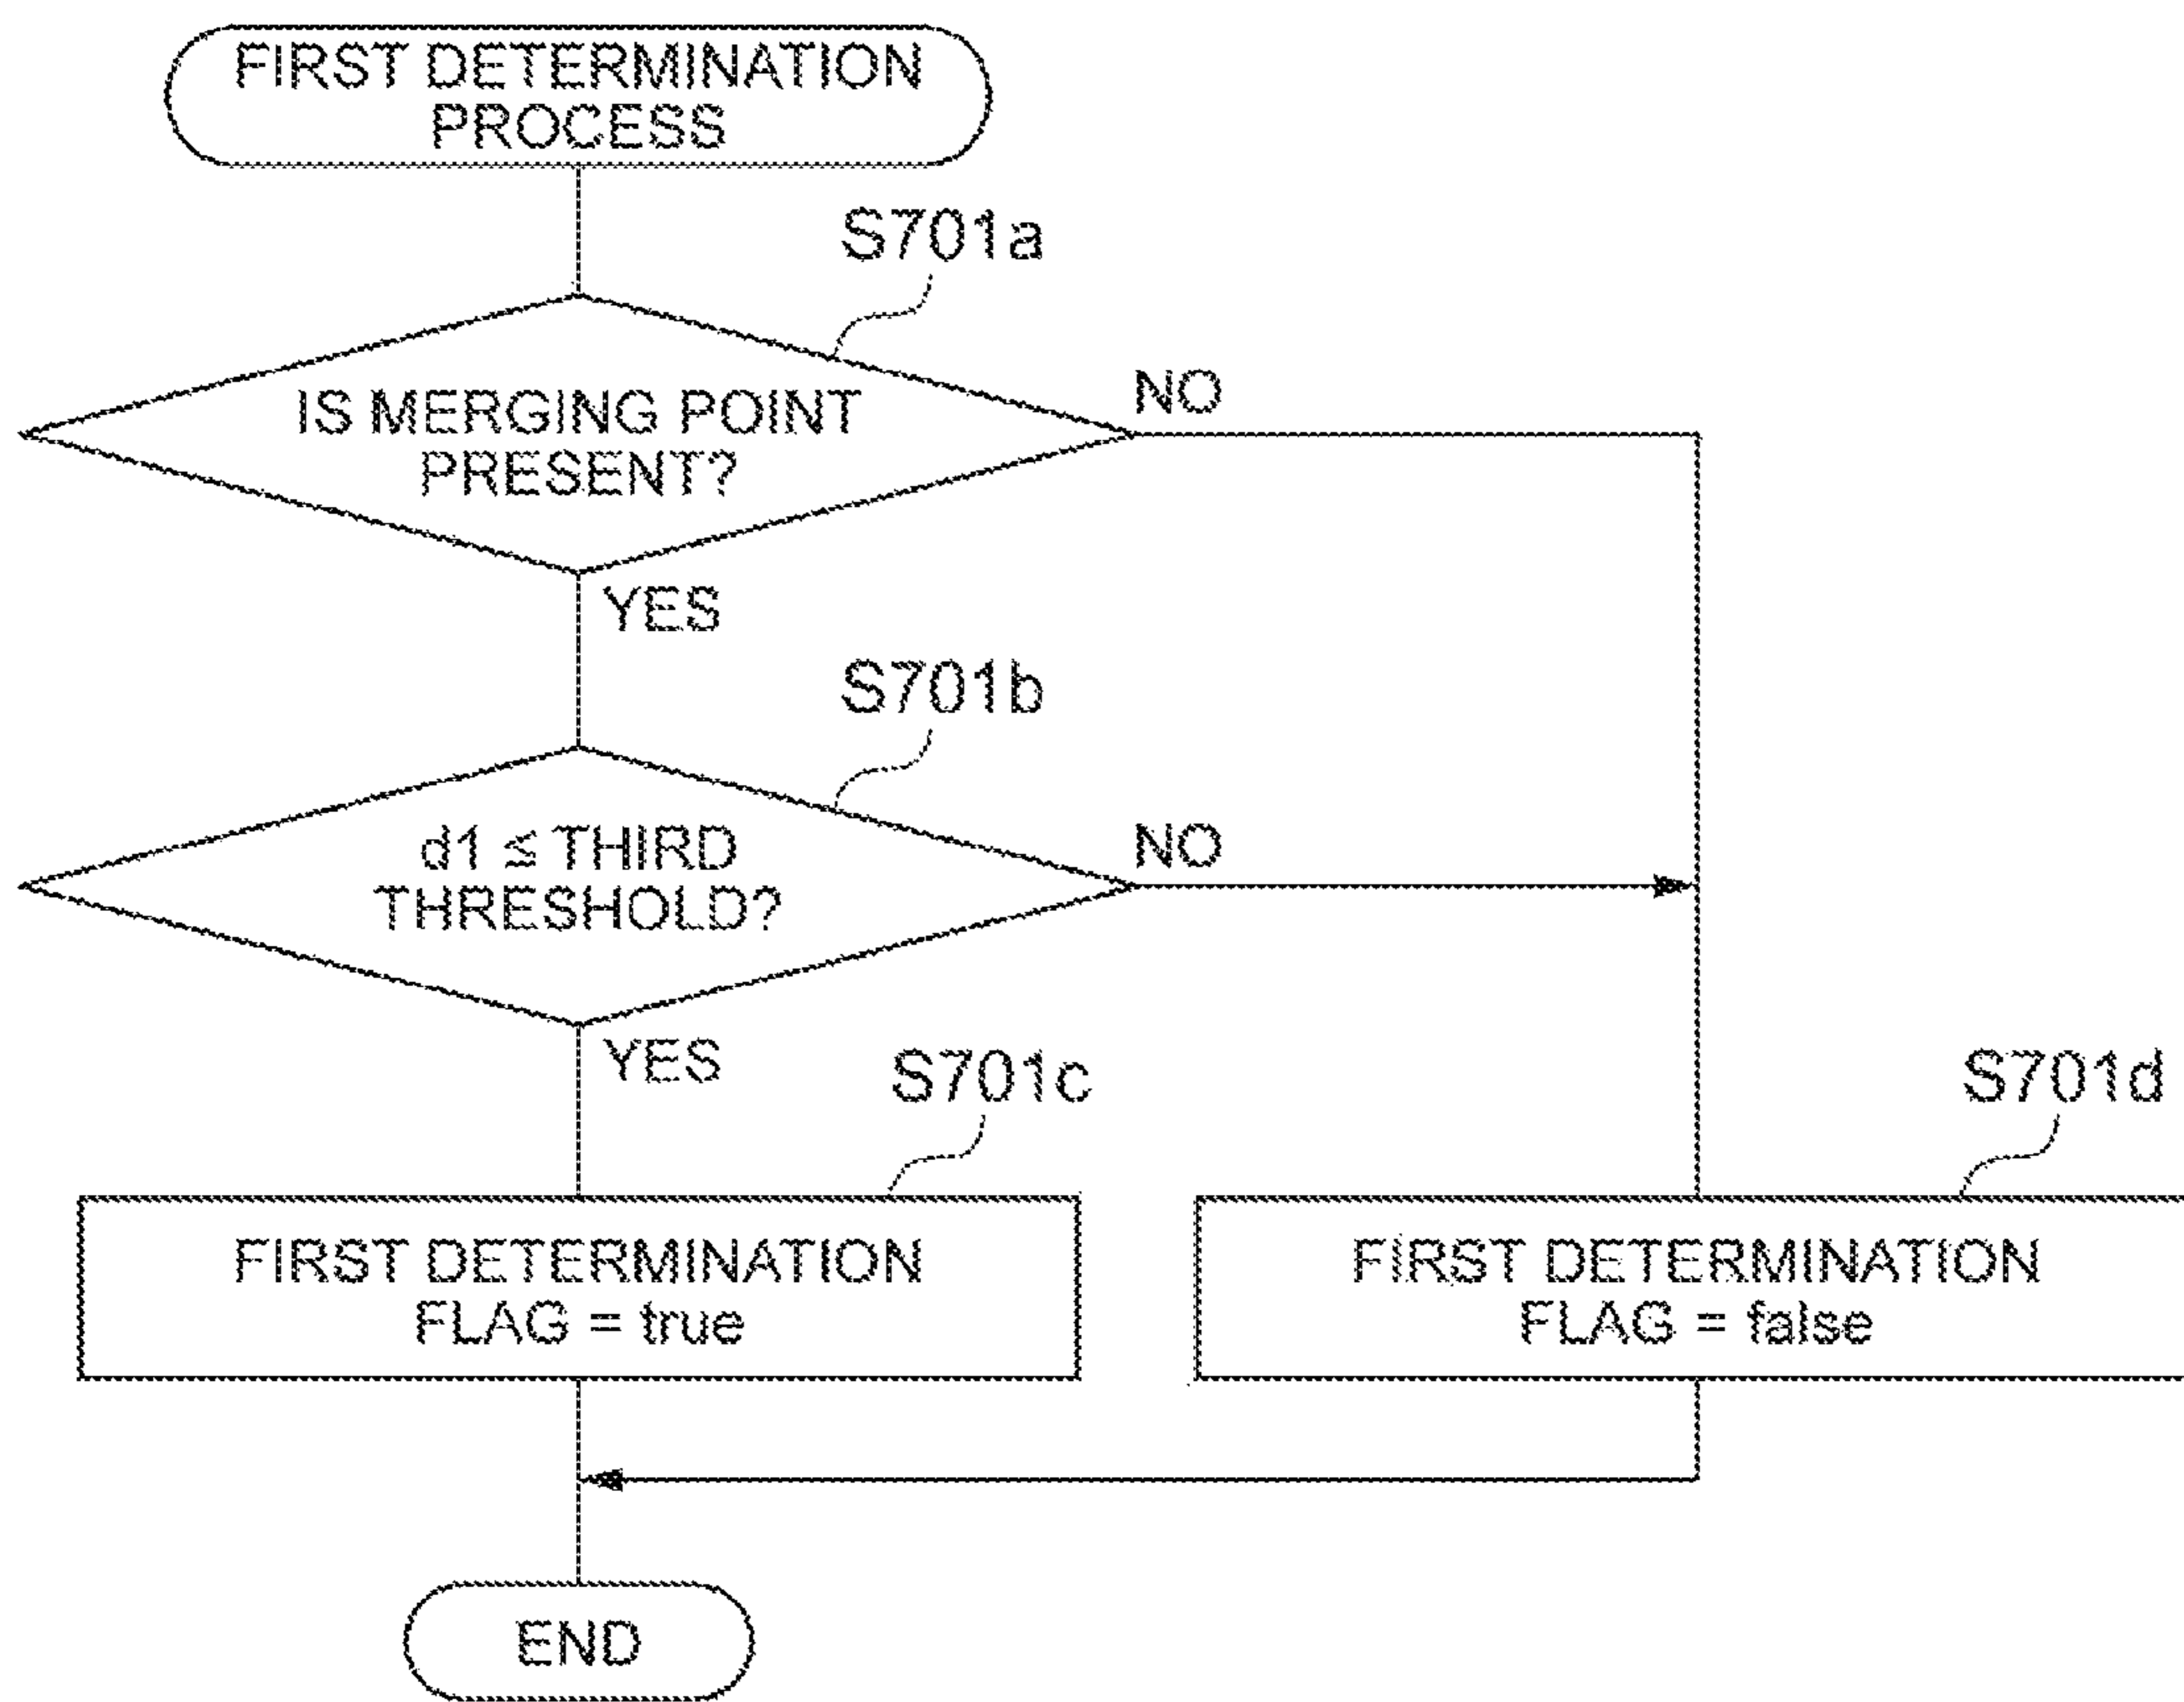 FIRST DETERMINATION
PROCESS
S701a
IS MERGING POINT
PRESENT?
NO
YES
S701b
d1 ≦ THIRD
THRESHOLD?
NO
YES
S701c
S701d
FIRST DETERMINATION
FLAG = true
FIRST DETERMINATION
FLAG = false
END